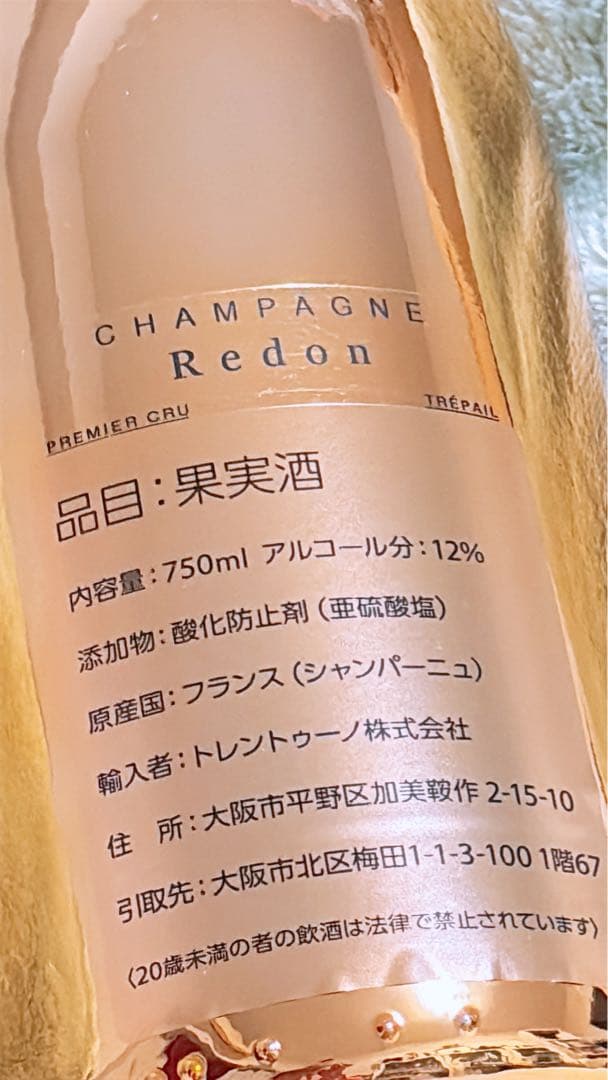 CHAMPAGNE
Redon
PREMIER CRU TRÉPAIL
品目：果実酒
内容量：750ml アルコール分：12%
添加物：酸化防止剤（亜硫酸塩）
原産国：フランス（シャンパーニュ）
輸入者：トレントゥーノ株式会社
住　所：大阪市平野区加美鞍作 2-15-10
引取先：大阪市北区梅田1-1-3-100 1階67
〈20歳未満の者の飲酒は法律で禁止されています〉